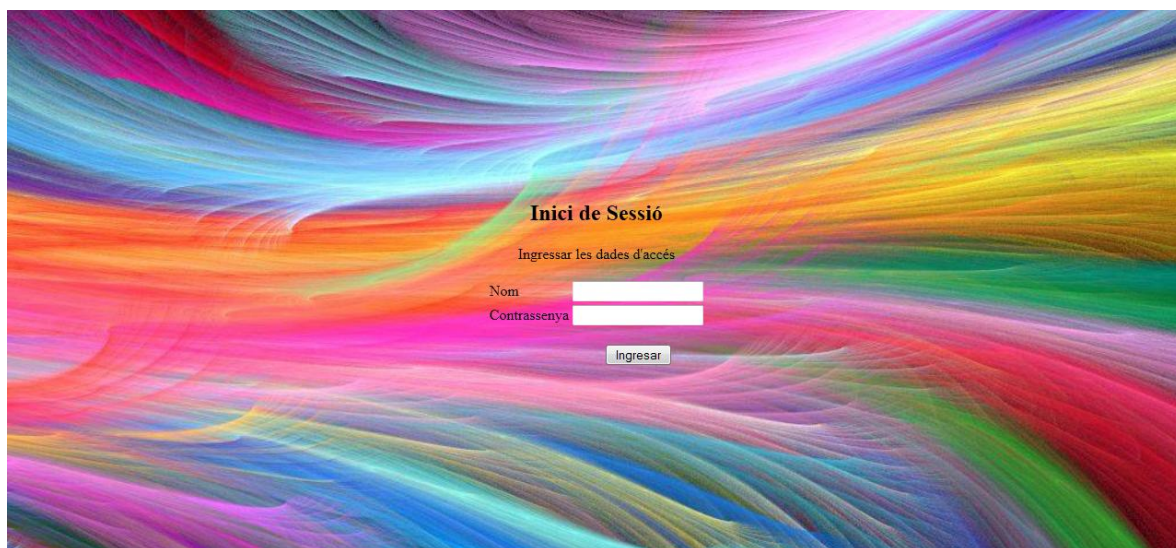 Inici de Sessió
Ingressar les dades d'accés
Nom
Contrassenya
Ingresar